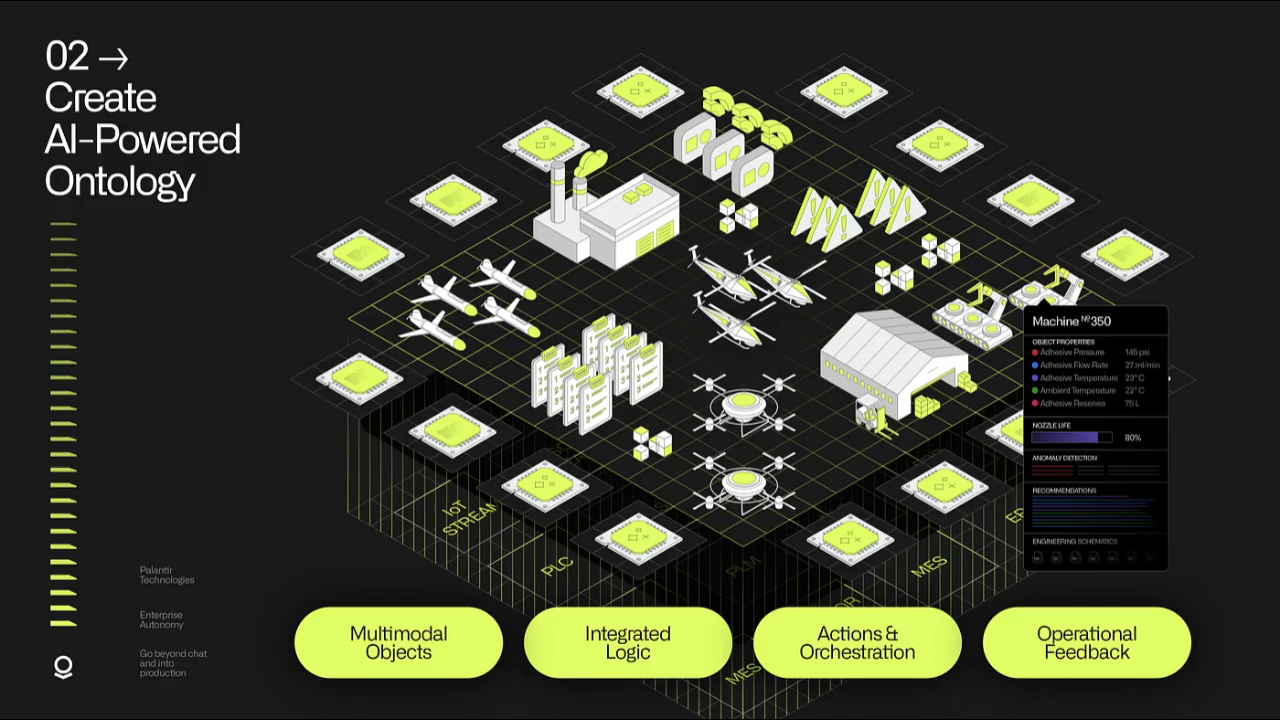 02 →
Create
AI-Powered
Ontology
Palantir
Technologies
Enterprise
Autonomy
Go beyond chat
and into
production
IoT
STREAM
PLC
PLM
MES
MES
Machine Nº350
OBJECT PROPERTIES
Adhesive Pressure 145 psi
Adhesive Flow Rate 27 ml/min
Adhesive Temperature 23° C
Ambient Temperature 22° C
Adhesive Reserves 75 L
NOZZLE LIFE
80%
ANOMALY DETECTION
RECOMMENDATIONS
ENGINEERING SCHEMATICS
Multimodal
Objects
Integrated
Logic
Actions &
Orchestration
Operational
Feedback